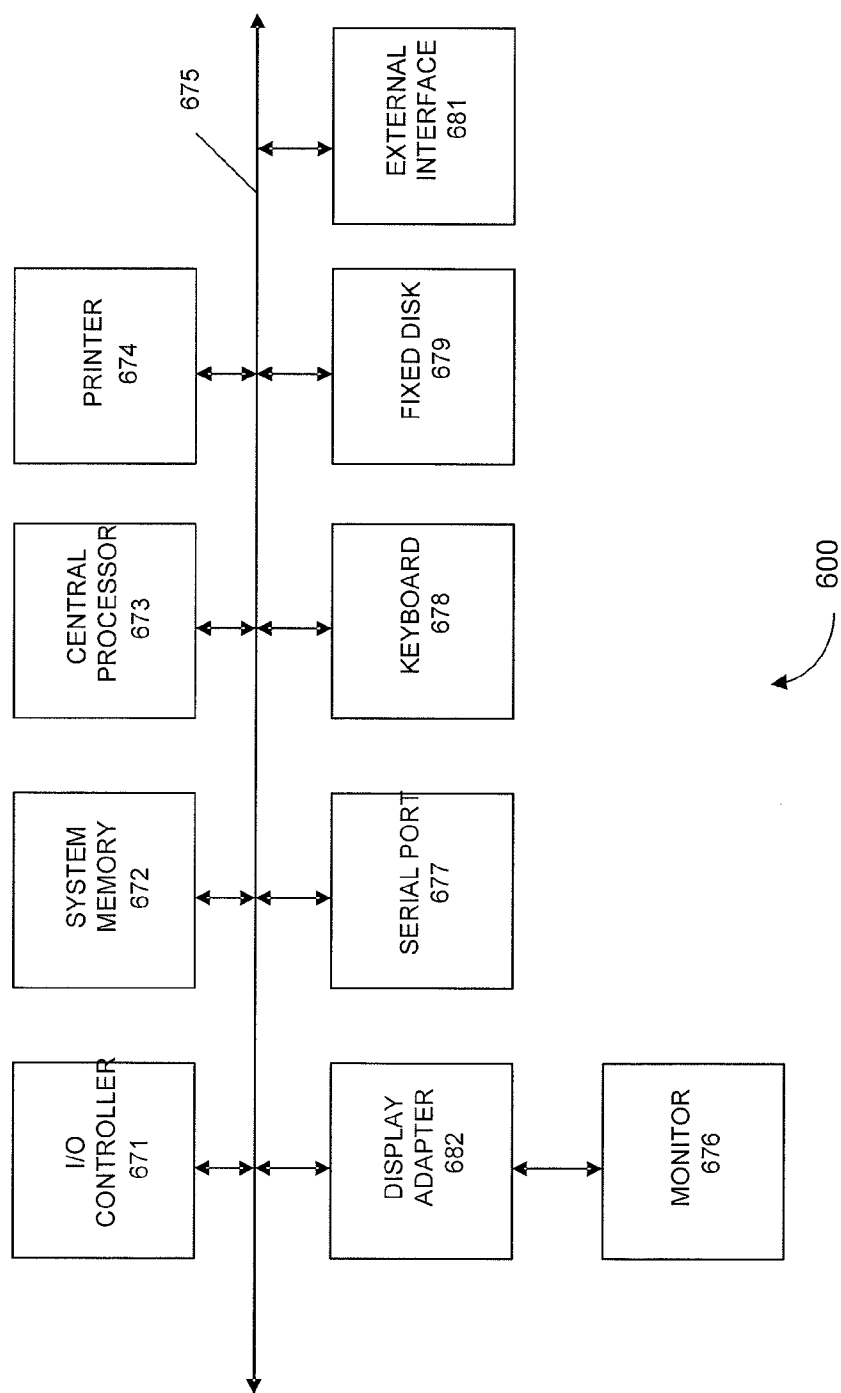 I/O
CONTROLLER
671
SYSTEM
MEMORY
672
CENTRAL
PROCESSOR
673
PRINTER
674
675
DISPLAY
ADAPTER
682
SERIAL PORT
677
KEYBOARD
678
FIXED DISK
679
EXTERNAL
INTERFACE
681
MONITOR
676
600